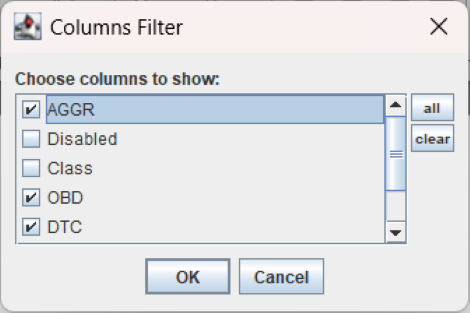 Columns Filter
Choose columns to show:
AGGR
all
Disabled
clear
Class
OBD
DTC
OK
Cancel